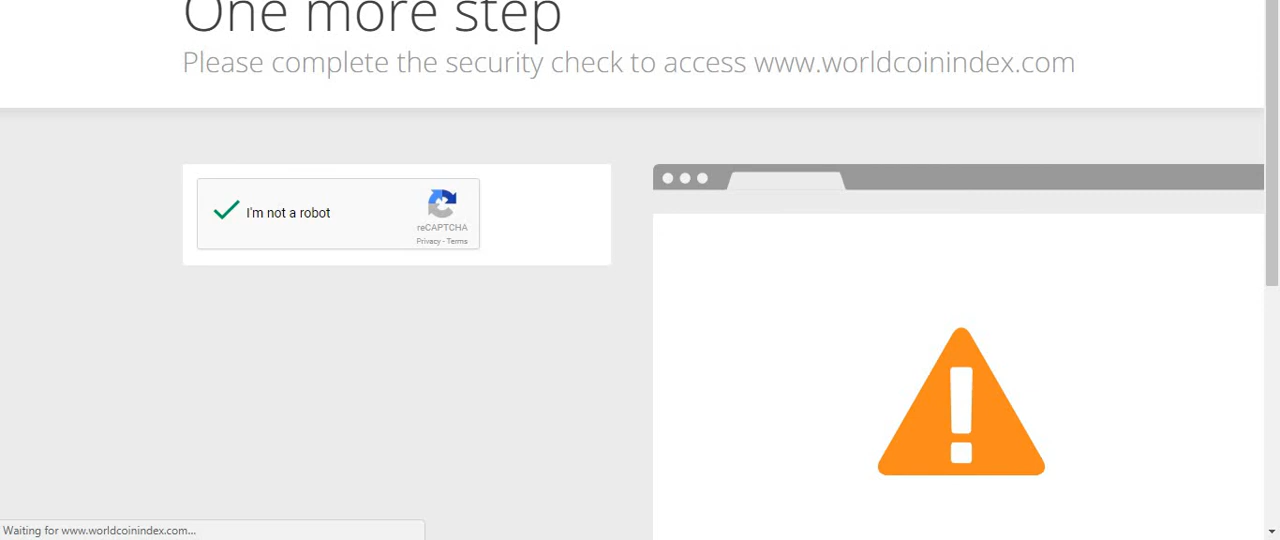 One more step
Please complete the security check to access www.worldcoinindex.com
I'm not a robot
reCAPTCHA
Privacy - Terms
Waiting for www.worldcoinindex.com...